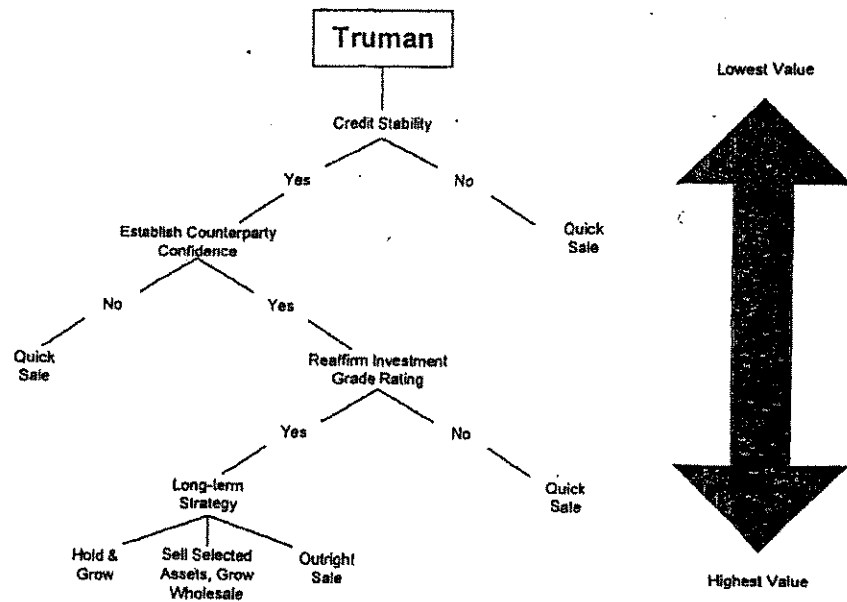 Truman
Lowest Value
Credit Stability
Yes
No
Establish Counterparty
Confidence
Quick
Sale
No
Yes
Quick
Sale
Reaffirm Investment
Grade Rating
Yes
No
Long-term
Strategy
Quick
Sale
Hold &
Grow
Sell Selected
Assets, Grow
Wholesale
Outright
Sale
Highest Value